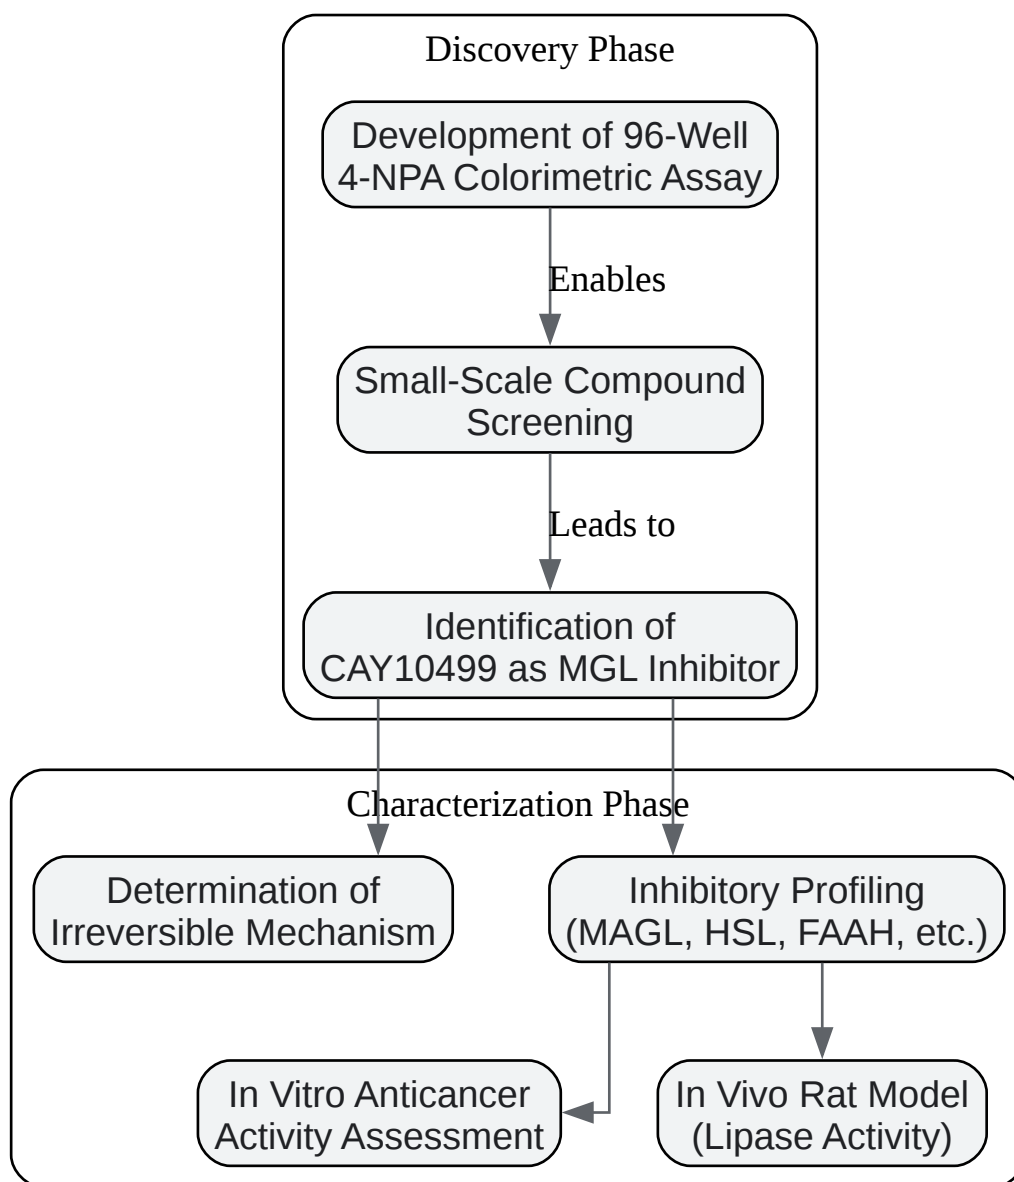 Discovery Phase
Development of 96-Well
4-NPA Colorimetric Assay
Enables
Small-Scale Compound
Screening
Leads to
Identification of
CAY10499 as MGL Inhibitor
Characterization Phase
Determination of
Irreversible Mechanism
Inhibitory Profiling
(MAGL, HSL, FAAH, etc.)
In Vitro Anticancer
Activity Assessment
In Vivo Rat Model
(Lipase Activity)